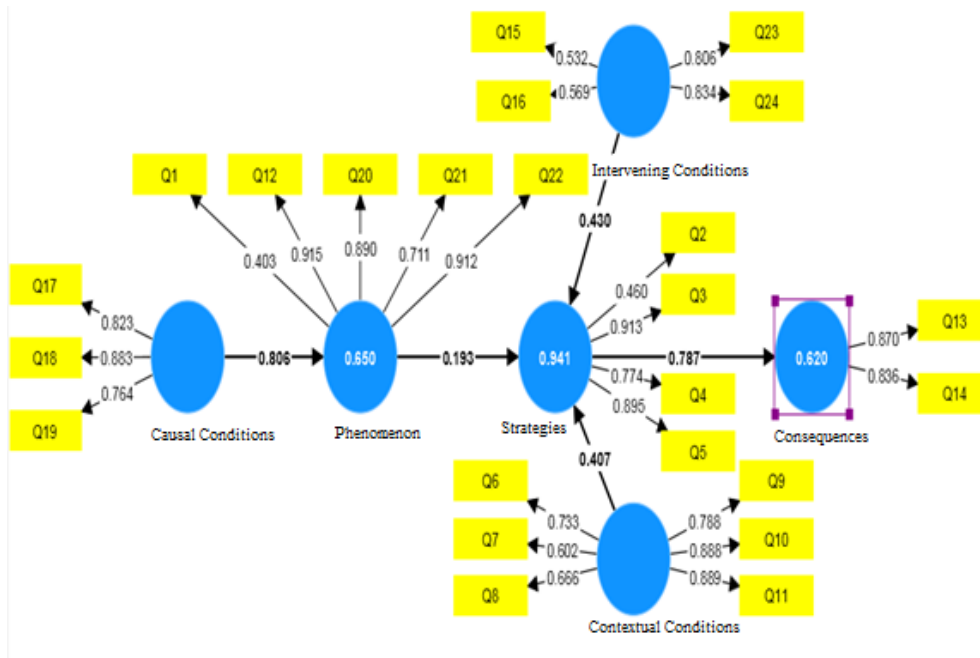 Q15
Q23
0.532
0.806
Q16
0.569
0.834
Q24
Intervening Conditions
Q1
Q12
Q20
Q21
Q22
0.403
0.915
0.890
0.711
0.912
0.430
Q2
0.460
Q17
0.823
Q3
0.913
Q13
0.870
Q18
0.883
0.806
0.650
0.193
0.941
0.787
0.620
0.764
0.774
Q4
0.836
Q14
0.895
Q19
Causal Conditions
Phenomenon
Strategies
Q5
Consequences
0.407
Q6
Q9
0.733
0.788
Q7
0.602
0.888
Q10
0.666
0.889
Q8
Q11
Contextual Conditions